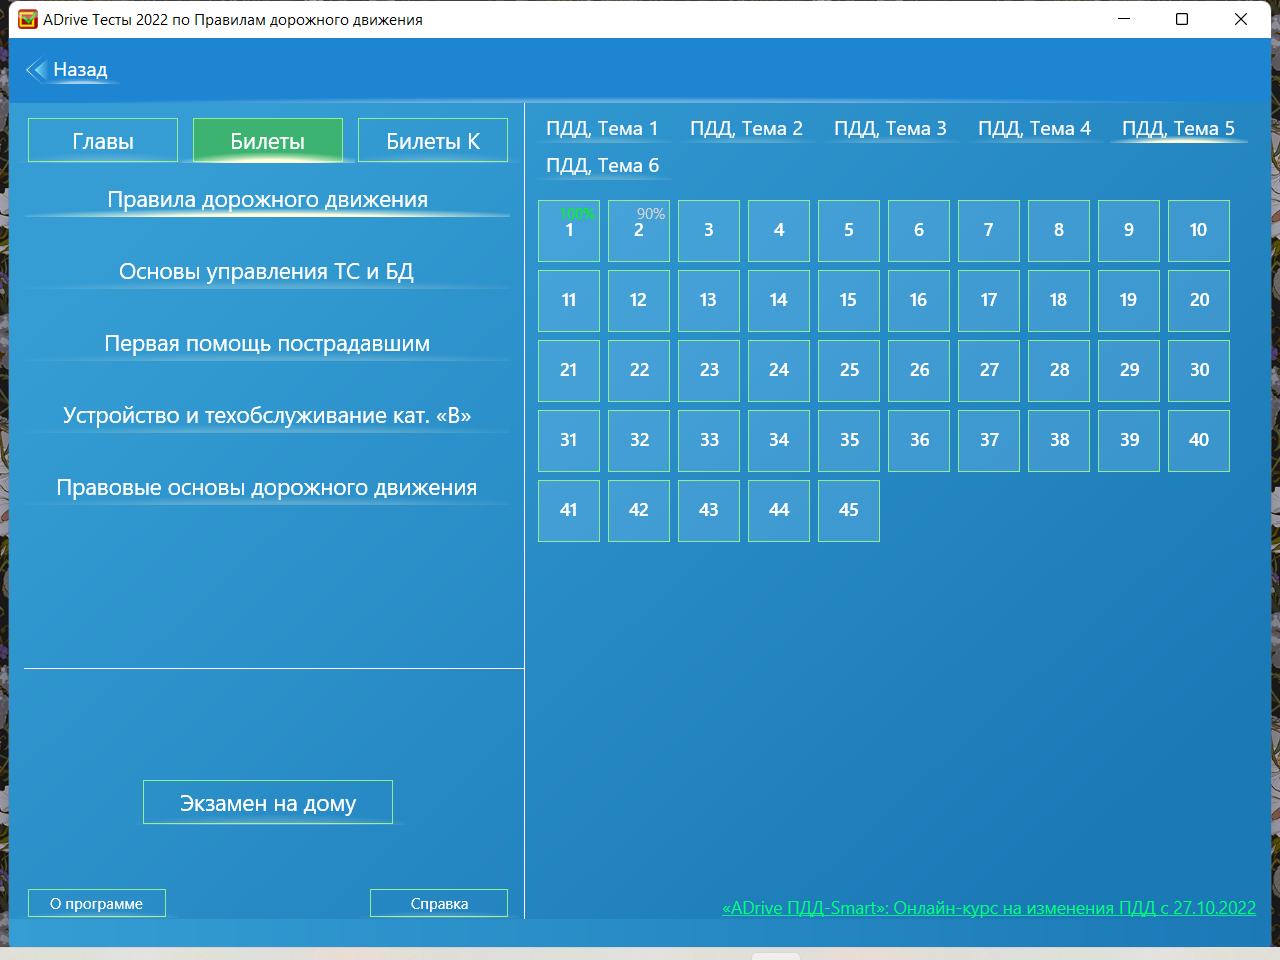 ADrive Тесты 2022 по Правилам дорожного движения
Назад
Главы Билеты Билеты К
Правила дорожного движения
Основы управления ТС и БД
Первая помощь пострадавшим
Устройство и техобслуживание кат. «В»
Правовые основы дорожного движения
Экзамен на дому
О программе Справка
ПДД, Тема 1 ПДД, Тема 2 ПДД, Тема 3 ПДД, Тема 4 ПДД, Тема 5
ПДД, Тема 6
100% 90%
1 2 3 4 5 6 7 8 9 10
11 12 13 14 15 16 17 18 19 20
21 22 23 24 25 26 27 28 29 30
31 32 33 34 35 36 37 38 39 40
41 42 43 44 45
«ADrive ПДД-Smart»: Онлайн-курс на изменения ПДД с 27.10.2022